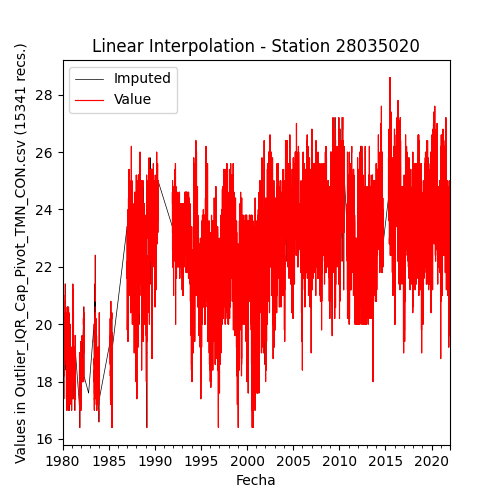 Linear Interpolation - Station 28035020
Values in Outlier_IQR_Cap_Pivot_TMN_CON.csv (15341 recs.)
Imputed
Value
28
26
24
22
20
18
16
1980 1985 1990 1995 2000 2005 2010 2015 2020
Fecha